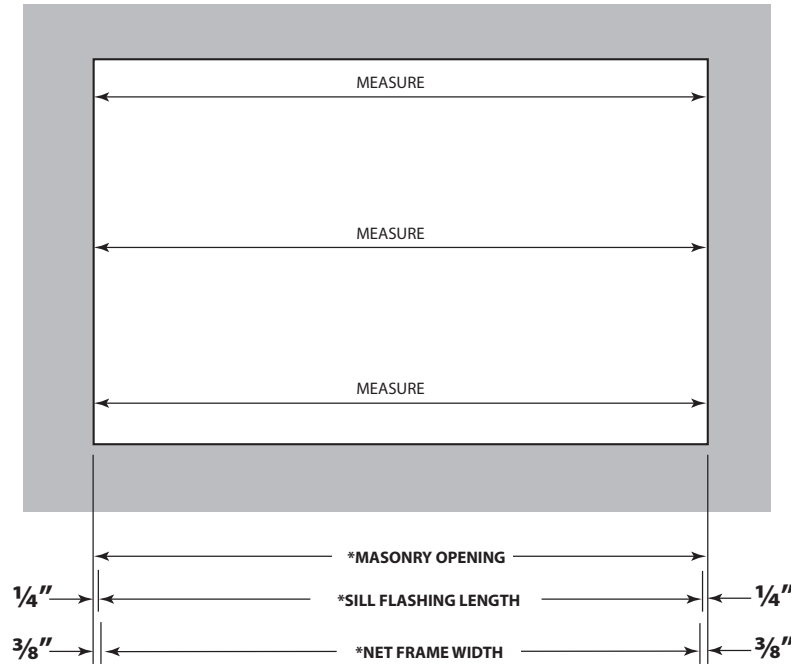 MEASURE
MEASURE
MEASURE
*MASONRY OPENING
¼" *SILL FLASHING LENGTH ¼"
⅜" *NET FRAME WIDTH ⅜"